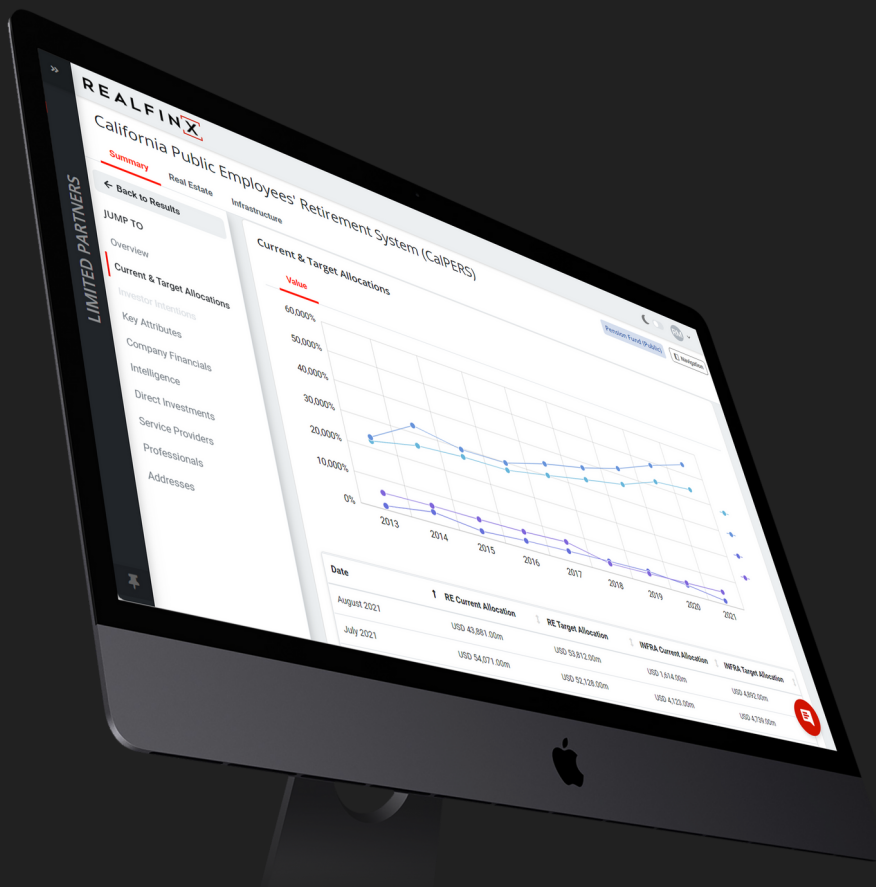 »
REALFINX
California Public Employees' Retirement System (CalPERS)
Summary Real Estate Infrastructure
LIMITED PARTNERS
← Back to Results
JUMP TO
Overview
Current & Target Allocations
Investor Intentions
Key Attributes
Company Financials
Intelligence
Direct Investments
Service Providers
Professionals
Addresses
Pension Fund (Public) Navigation
Current & Target Allocations
Value
60,000%
50,000%
40,000%
30,000%
20,000%
10,000%
0%
2013 2014 2015 2016 2017 2018 2019 2020 2021
Date ↑ RE Current Allocation RE Target Allocation INFRA Current Allocation INFRA Target Allocation
August 2021 USD 43,881.00m USD 53,812.00m USD 1,614.00m USD 4,892.00m
July 2021 USD 54,071.00m USD 52,128.00m USD 4,123.00m USD 4,739.00m